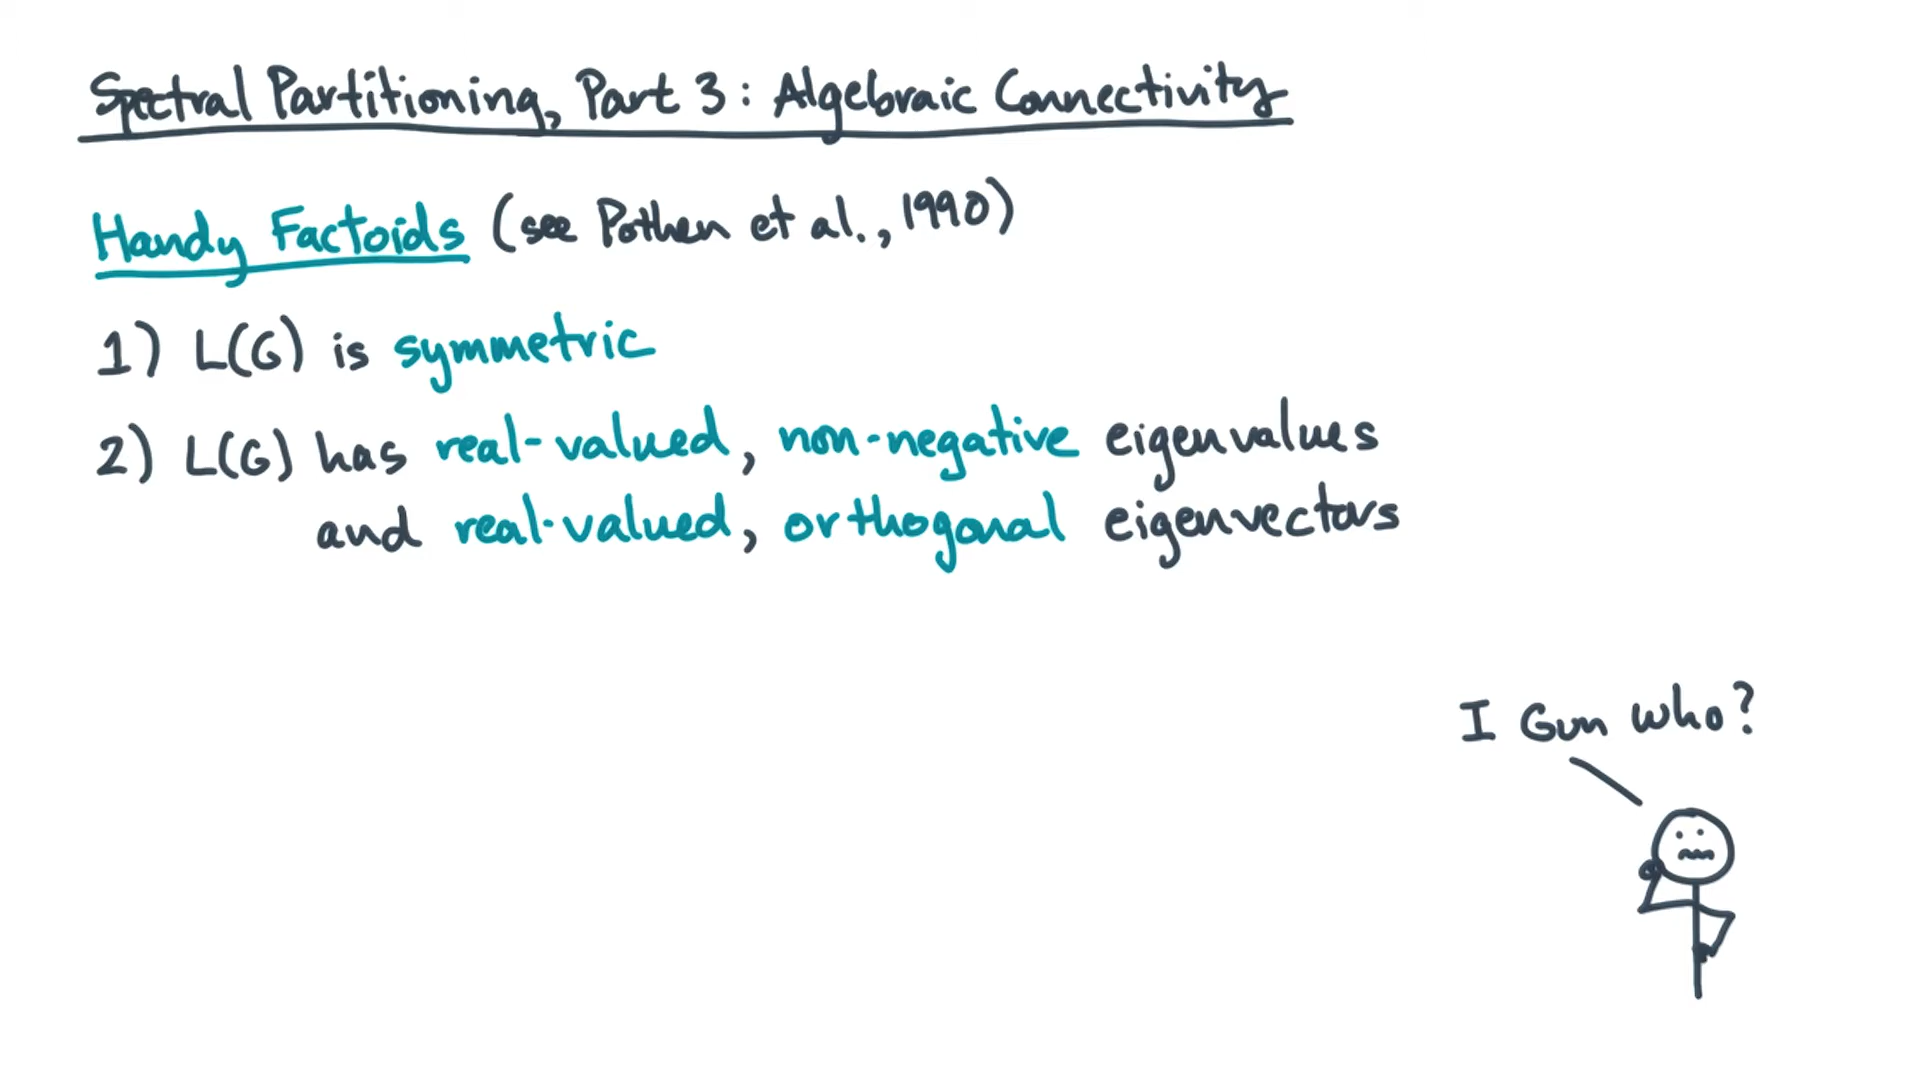 Spectral Partitioning, Part 3: Algebraic Connectivity
Handy Factoids (see Pothen et al., 1990)
1) L(G) is symmetric
2) L(G) has real-valued, non-negative eigenvalues
and real-valued, orthogonal eigenvectors
I Gun who?